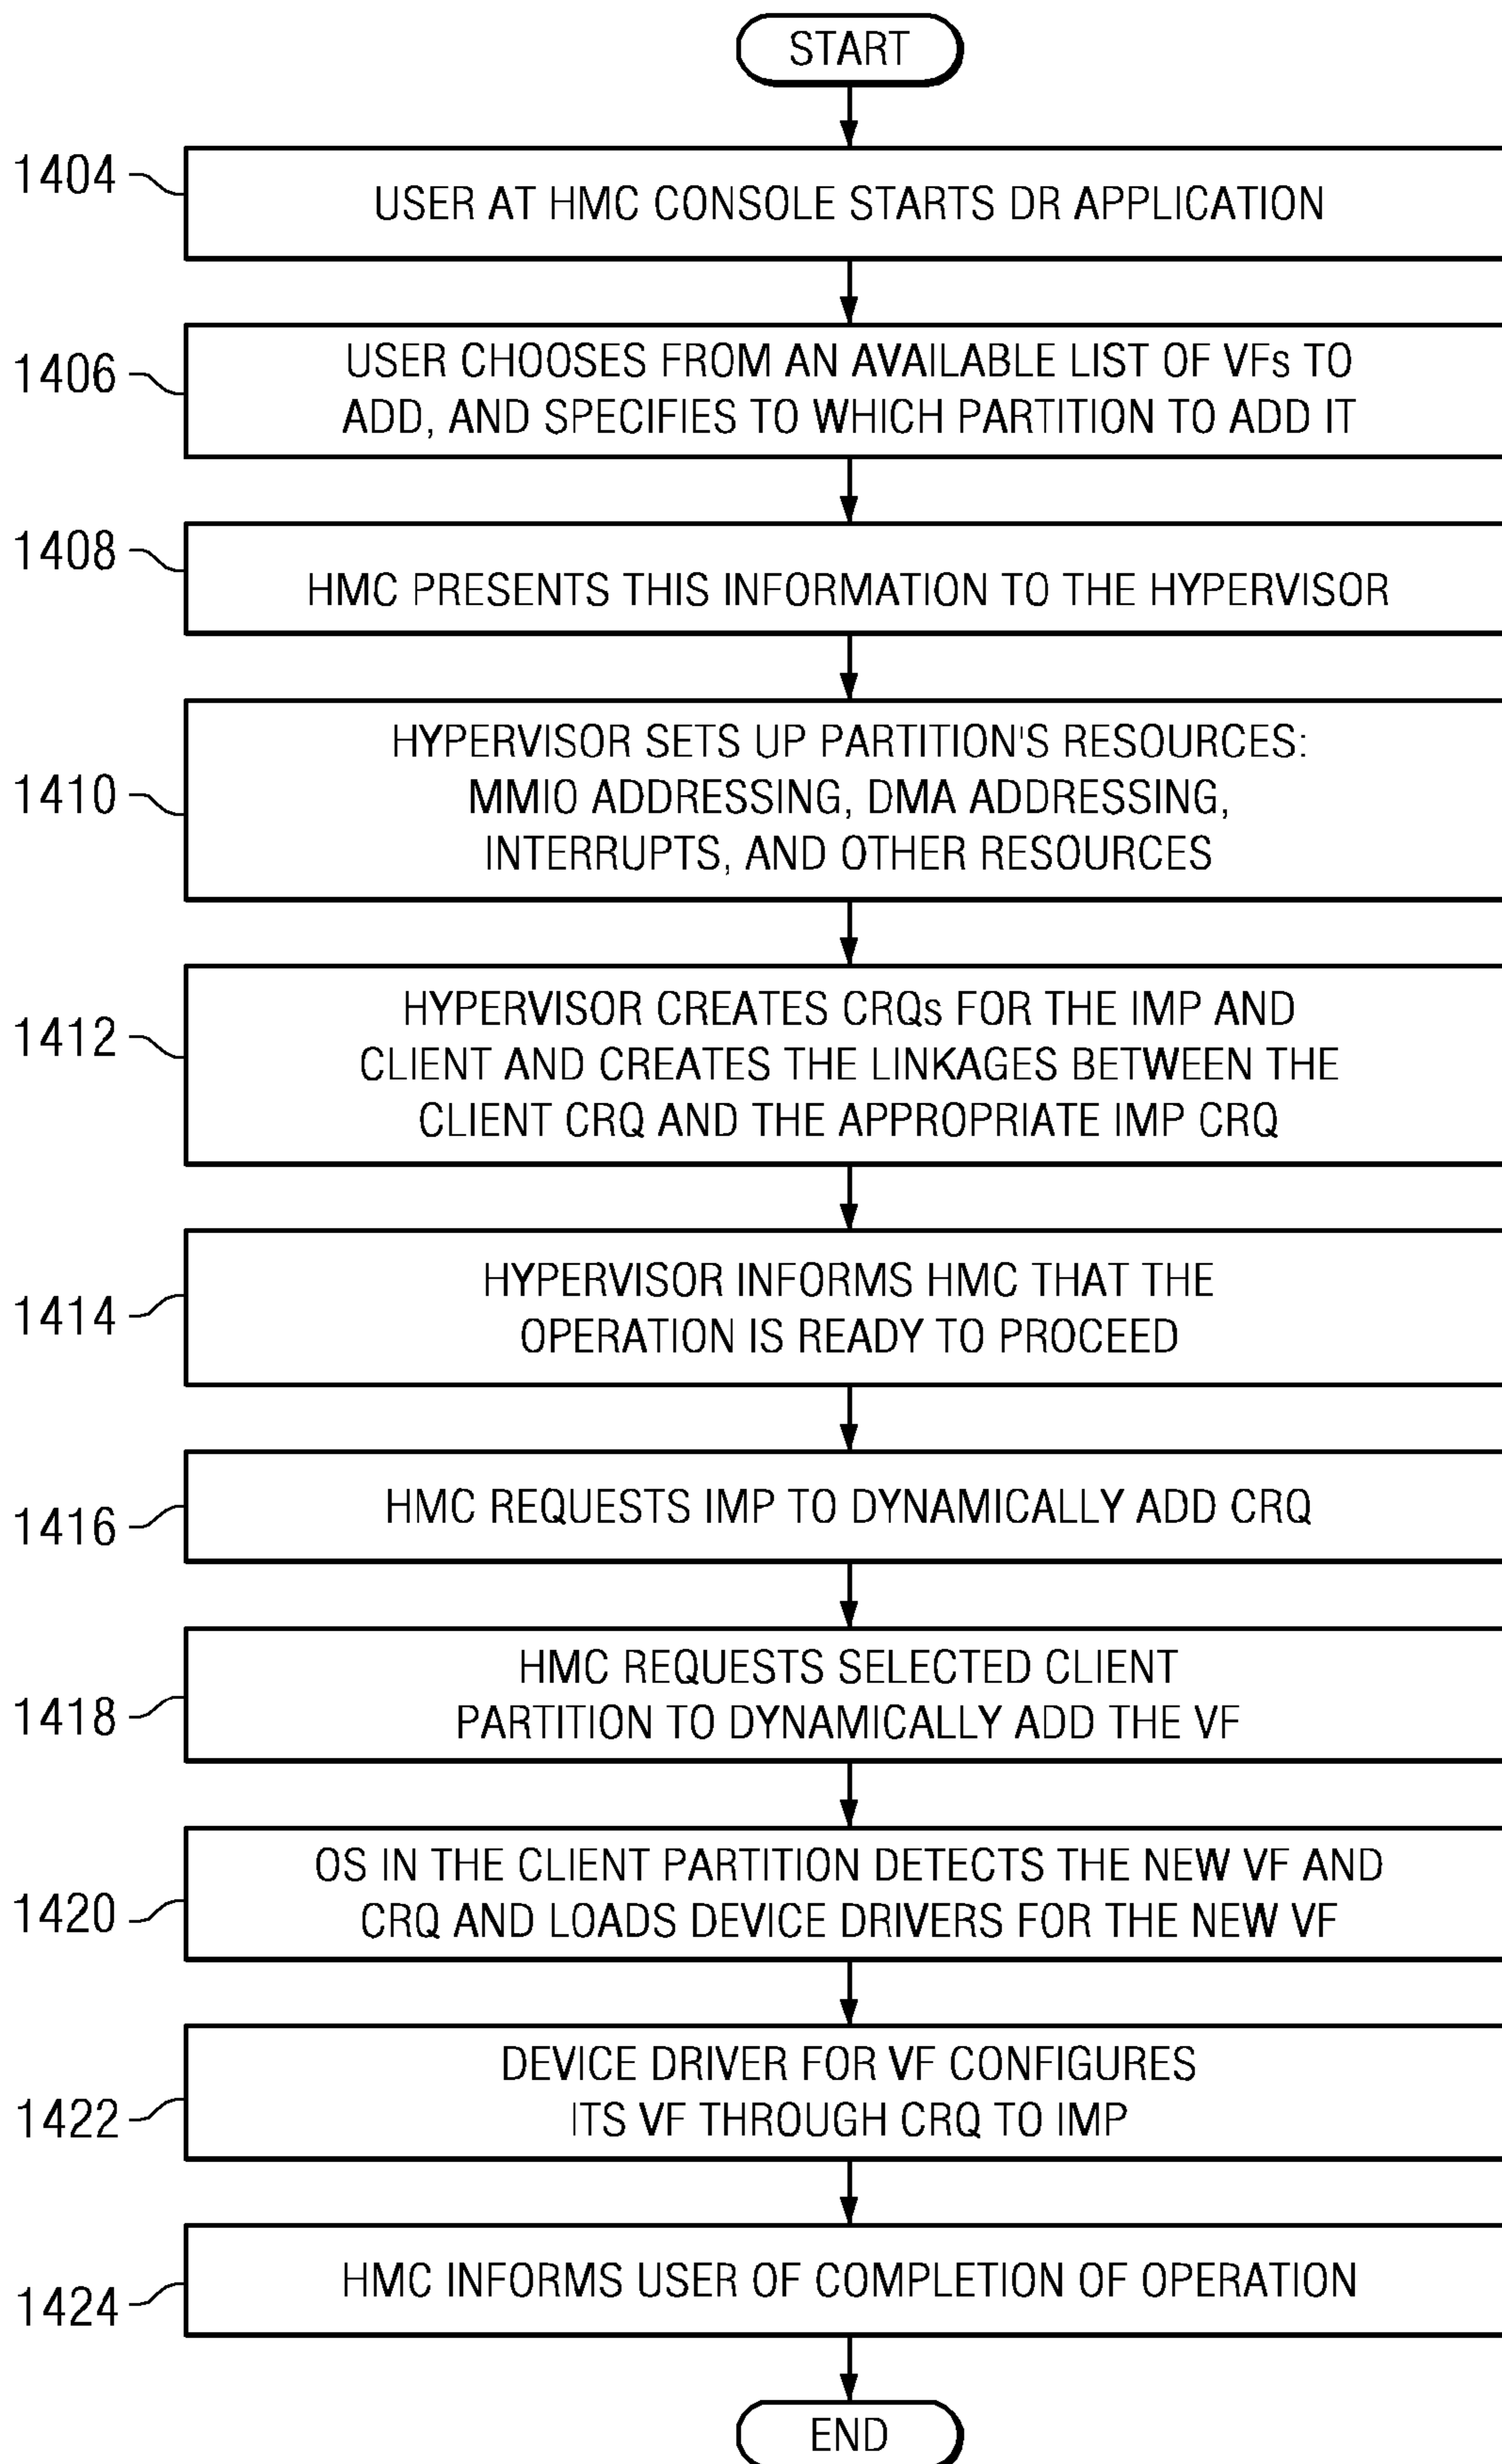 START
1404
USER AT HMC CONSOLE STARTS DR APPLICATION
1406
USER CHOOSES FROM AN AVAILABLE LIST OF VFs TO
ADD, AND SPECIFIES TO WHICH PARTITION TO ADD IT
1408
HMC PRESENTS THIS INFORMATION TO THE HYPERVISOR
1410
HYPERVISOR SETS UP PARTITION'S RESOURCES:
MMIO ADDRESSING, DMA ADDRESSING,
INTERRUPTS, AND OTHER RESOURCES
1412
HYPERVISOR CREATES CRQs FOR THE IMP AND
CLIENT AND CREATES THE LINKAGES BETWEEN THE
CLIENT CRQ AND THE APPROPRIATE IMP CRQ
1414
HYPERVISOR INFORMS HMC THAT THE
OPERATION IS READY TO PROCEED
1416
HMC REQUESTS IMP TO DYNAMICALLY ADD CRQ
1418
HMC REQUESTS SELECTED CLIENT
PARTITION TO DYNAMICALLY ADD THE VF
1420
OS IN THE CLIENT PARTITION DETECTS THE NEW VF AND
CRQ AND LOADS DEVICE DRIVERS FOR THE NEW VF
1422
DEVICE DRIVER FOR VF CONFIGURES
ITS VF THROUGH CRQ TO IMP
1424
HMC INFORMS USER OF COMPLETION OF OPERATION
END